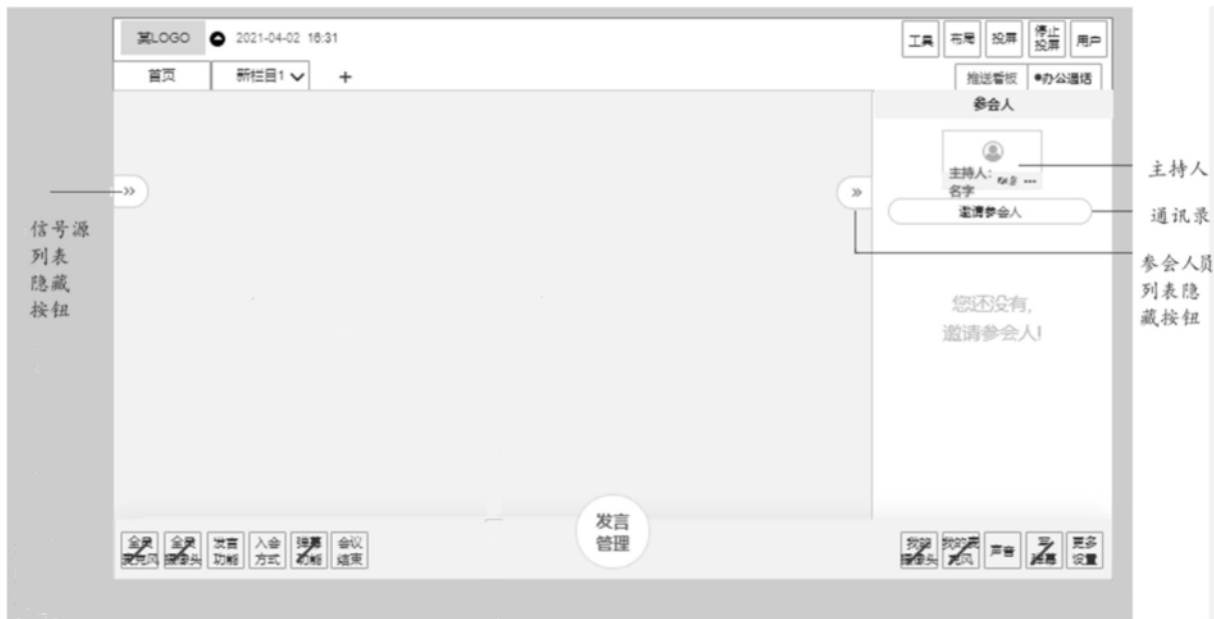 某LOGO
2021-04-02 16:31
工具
布局
投屏
停止
投屏
用户
首页
新栏目1
+
推送看板
办公通话
参会人
主持人:
名字
...
邀请参会人
您还没有,
邀请参会人!
主持人
通讯录
参会人员
列表隐
藏按钮
信号源
列表
隐藏
按钮
发言
管理
全员
麦克风
全员
摄像头
发言
功能
入会
方式
弹幕
功能
会议
结束
我的
摄像头
我的麦
克风
声音
弹幕
更多
设置